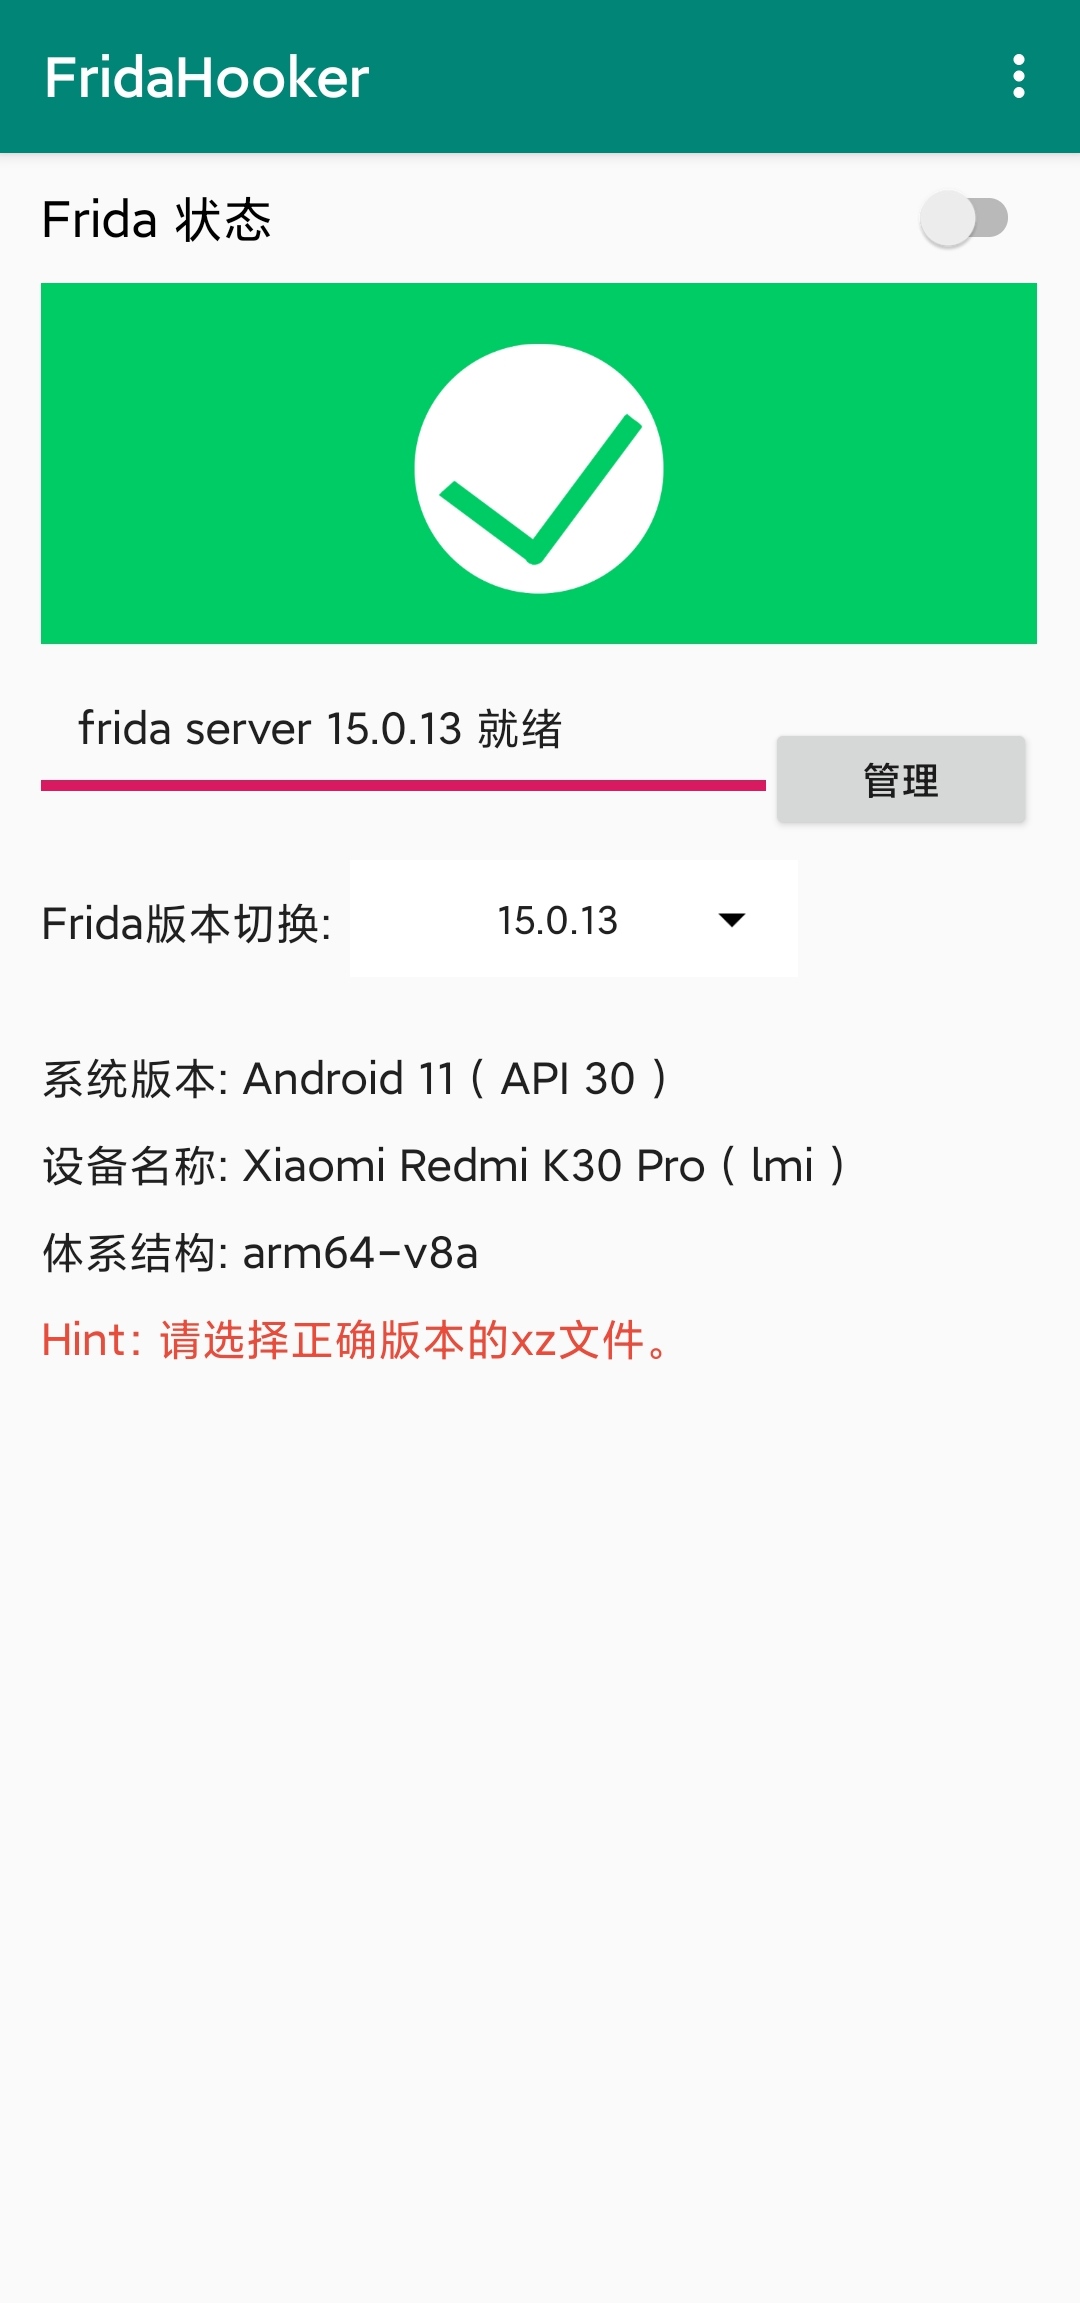 FridaHooker
Frida 状态
frida server 15.0.13 就绪
管理
Frida版本切换: 15.0.13
系统版本: Android 11 ( API 30 )
设备名称: Xiaomi Redmi K30 Pro ( lmi )
体系结构: arm64-v8a
Hint: 请选择正确版本的xz文件。